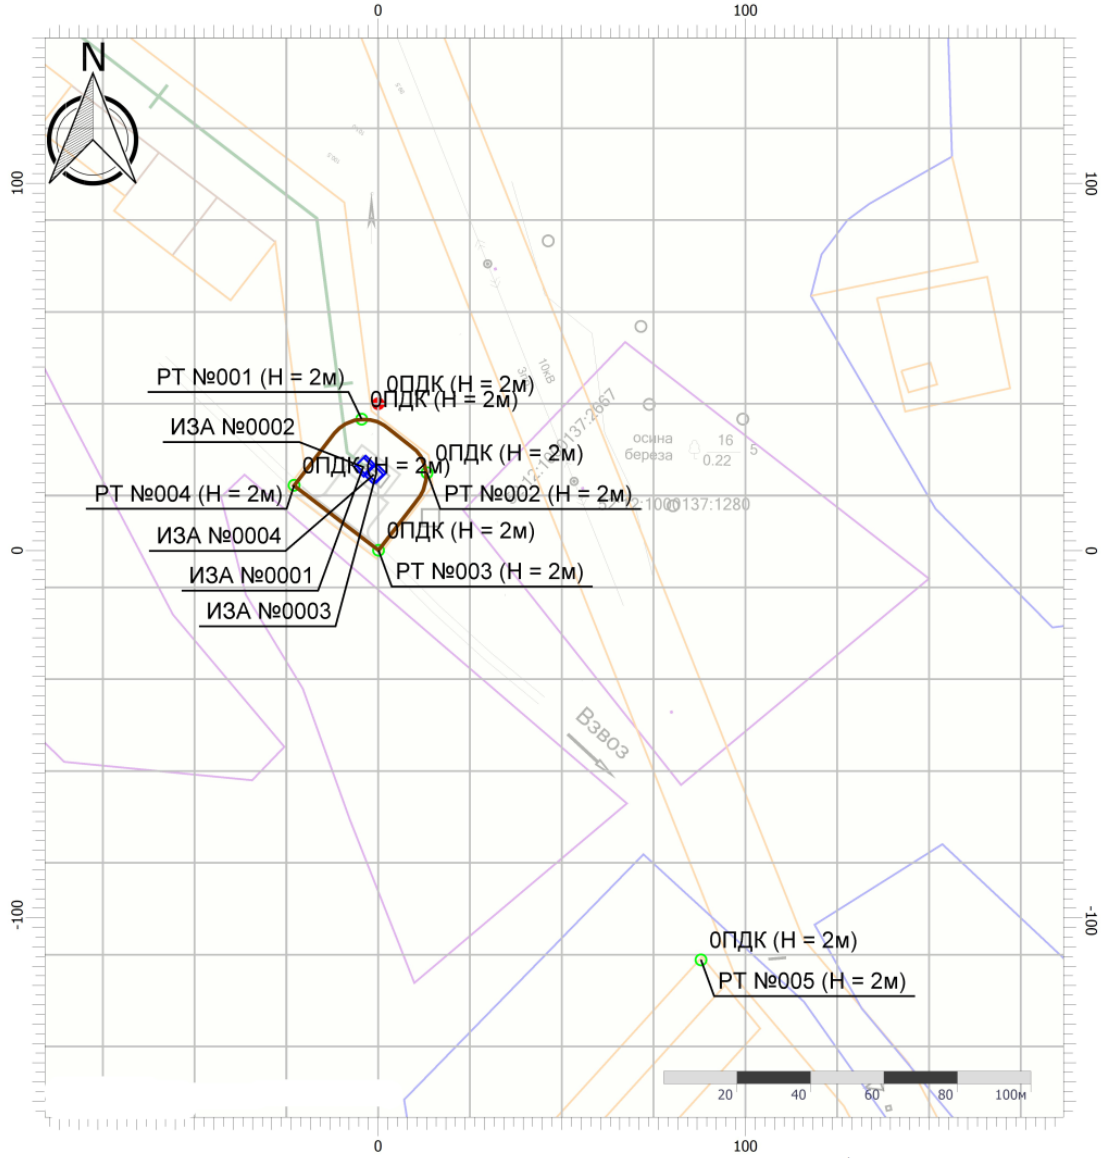 0
100
N
100
100
10кВ
РТ №001 (Н = 2м)
0ПДК (Н = 2м)
0ПДК (Н = 2м)
ИЗА №0002
осина
береза
16
0.22
5
0ПДК (Н = 2м)
0ПДК (Н = 2м)
РТ №004 (Н = 2м)
РТ №002 (Н = 2м)
ИЗА №0004
0ПДК (Н = 2м)
0
0
ИЗА №0001
РТ №003 (Н = 2м)
ИЗА №0003
Взвоз
-100
-100
0ПДК (Н = 2м)
РТ №005 (Н = 2м)
20
40
60
80
100м
0
100